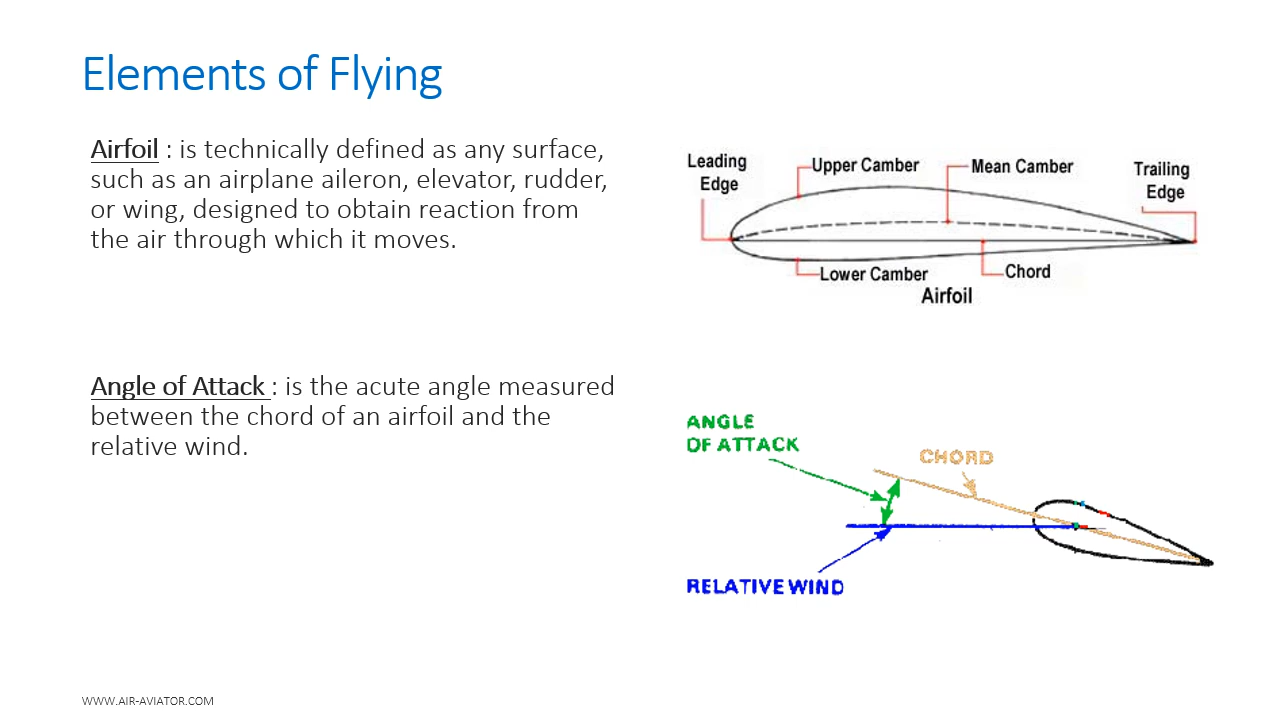 Elements of Flying
Airfoil : is technically defined as any surface,
such as an airplane aileron, elevator, rudder,
or wing, designed to obtain reaction from
the air through which it moves.
Leading
Edge
Upper Camber
Mean Camber
Trailing
Edge
Lower Camber
Chord
Airfoil
Angle of Attack : is the acute angle measured
between the chord of an airfoil and the
relative wind.
ANGLE
OF ATTACK
CHORD
RELATIVE WIND
WWW.AIR-AVIATOR.COM